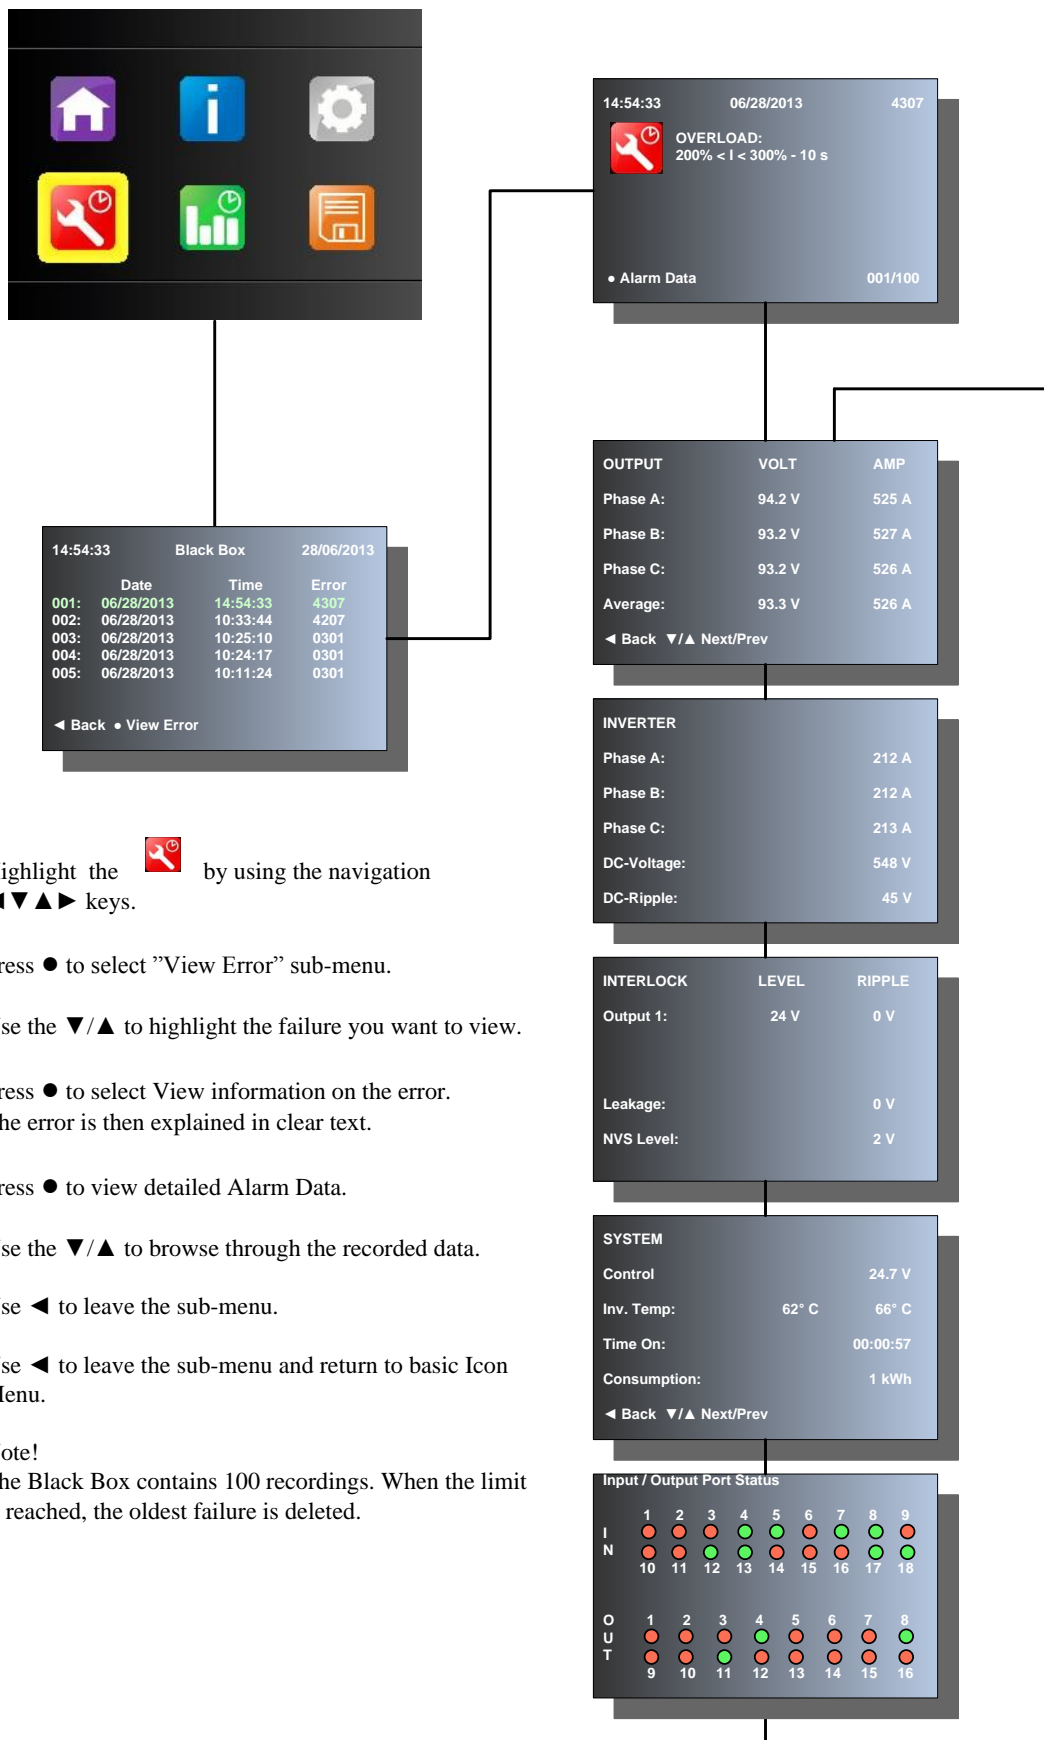 14:54:33 06/28/2013 4307
OVERLOAD:
200% < I < 300% - 10 s
● Alarm Data 001/100
OUTPUT VOLT AMP
Phase A: 94.2 V 525 A
Phase B: 93.2 V 527 A
Phase C: 93.2 V 526 A
Average: 93.3 V 526 A
◄ Back ▼/▲ Next/Prev
14:54:33 Black Box 28/06/2013
Date Time Error
001: 06/28/2013 14:54:33 4307
002: 06/28/2013 10:33:44 4207
003: 06/28/2013 10:25:10 0301
004: 06/28/2013 10:24:17 0301
005: 06/28/2013 10:11:24 0301
◄ Back ● View Error
INVERTER
Phase A: 212 A
Phase B: 212 A
Phase C: 213 A
DC-Voltage: 548 V
DC-Ripple: 45 V
ighlight the by using the navigation
◄▼▲► keys.
ress ● to select ”View Error” sub-menu.
se the ▼/▲ to highlight the failure you want to view.
ress ● to select View information on the error.
he error is then explained in clear text.
ress ● to view detailed Alarm Data.
se the ▼/▲ to browse through the recorded data.
se ◄ to leave the sub-menu.
se ◄ to leave the sub-menu and return to basic Icon
Menu.
ote!
he Black Box contains 100 recordings. When the limit
reached, the oldest failure is deleted.
INTERLOCK LEVEL RIPPLE
Output 1: 24 V 0 V
Leakage: 0 V
NVS Level: 2 V
SYSTEM
Control 24.7 V
Inv. Temp: 62° C 66° C
Time On: 00:00:57
Consumption: 1 kWh
◄ Back ▼/▲ Next/Prev
Input / Output Port Status
1 2 3 4 5 6 7 8 9
I
N
10 11 12 13 14 15 16 17 18
O 1 2 3 4 5 6 7 8
U
T
9 10 11 12 13 14 15 16